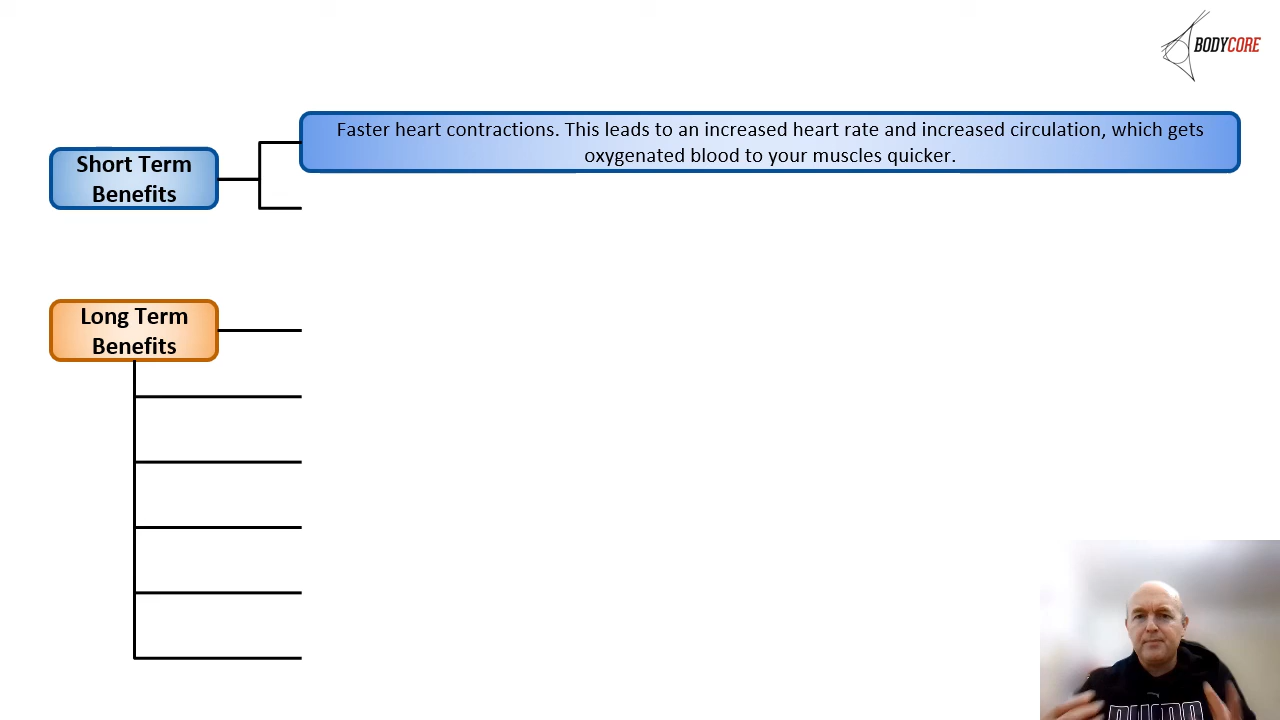 BODYCORE
Faster heart contractions. This leads to an increased heart rate and increased circulation, which gets
oxygenated blood to your muscles quicker.
Short Term
Benefits
Long Term
Benefits